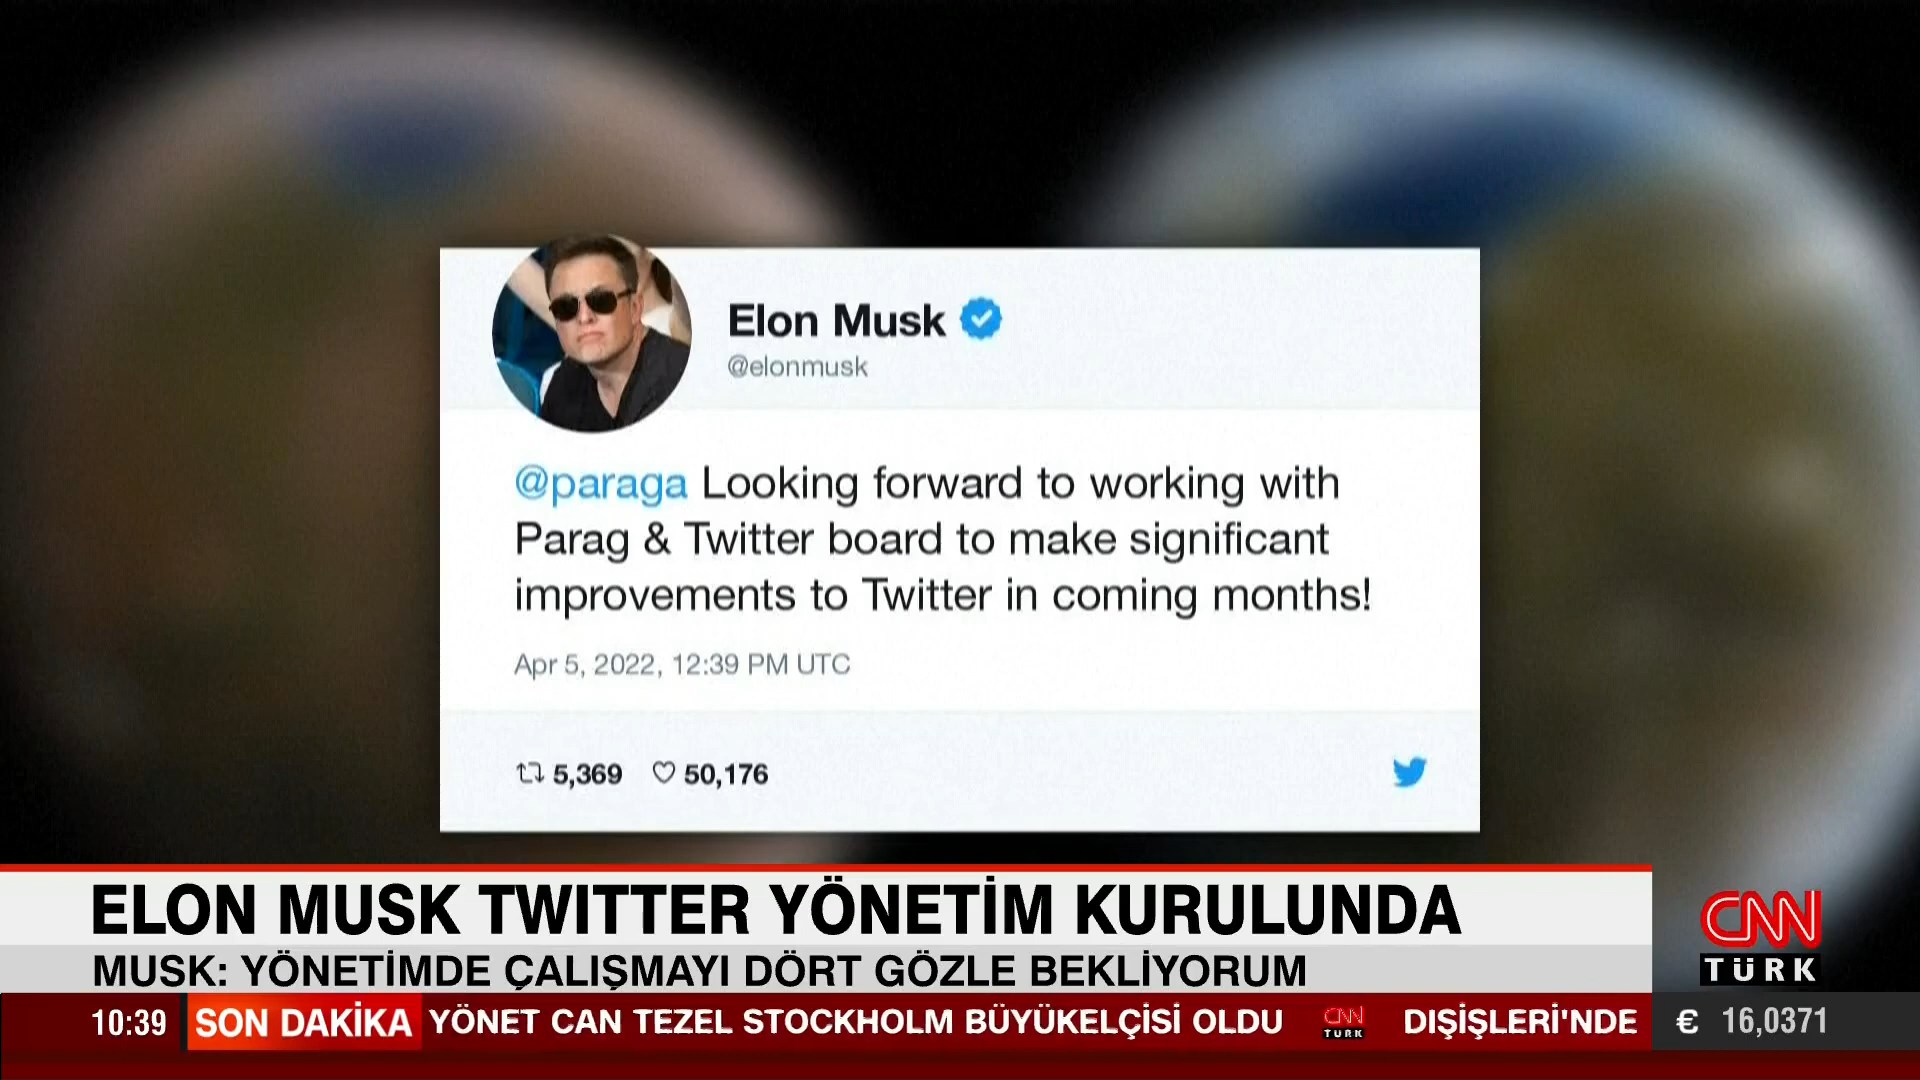 Elon Musk
@elonmusk
@paraga Looking forward to working with
Parag & Twitter board to make significant
improvements to Twitter in coming months!
Apr 5, 2022, 12:39 PM UTC
5,369 50,176
ELON MUSK TWITTER YÖNETİM KURULUNDA
MUSK: YÖNETİMDE ÇALIŞMAYI DÖRT GÖZLE BEKLİYORUM
CNN
TÜRK
10:39 SON DAKİKA YÖNET CAN TEZEL STOCKHOLM BÜYÜKELÇİSİ OLDU CNN TÜRK DIŞİŞLERİ'NDE € 16,0371